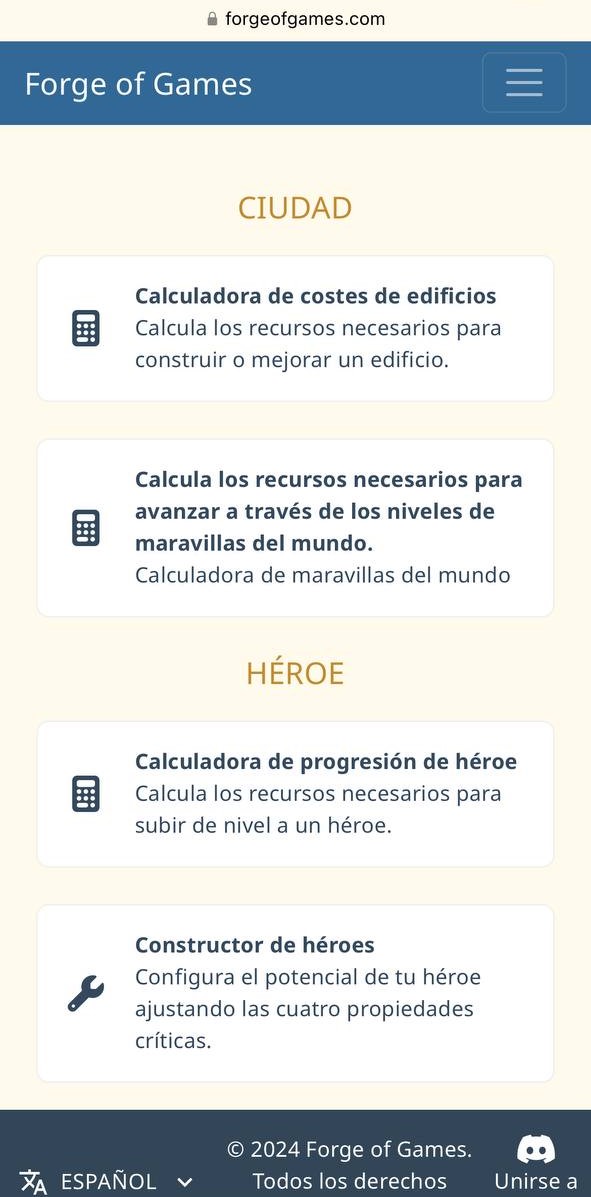 forgeofgames.com
Forge of Games
CIUDAD
Calculadora de costes de edificios
Calcula los recursos necesarios para
construir o mejorar un edificio.
Calcula los recursos necesarios para
avanzar a través de los niveles de
maravillas del mundo.
Calculadora de maravillas del mundo
HÉROE
Calculadora de progresión de héroe
Calcula los recursos necesarios para
subir de nivel a un héroe.
Constructor de héroes
Configura el potencial de tu héroe
ajustando las cuatro propiedades
críticas.
© 2024 Forge of Games.
ESPAÑOL
Todos los derechos
Unirse a